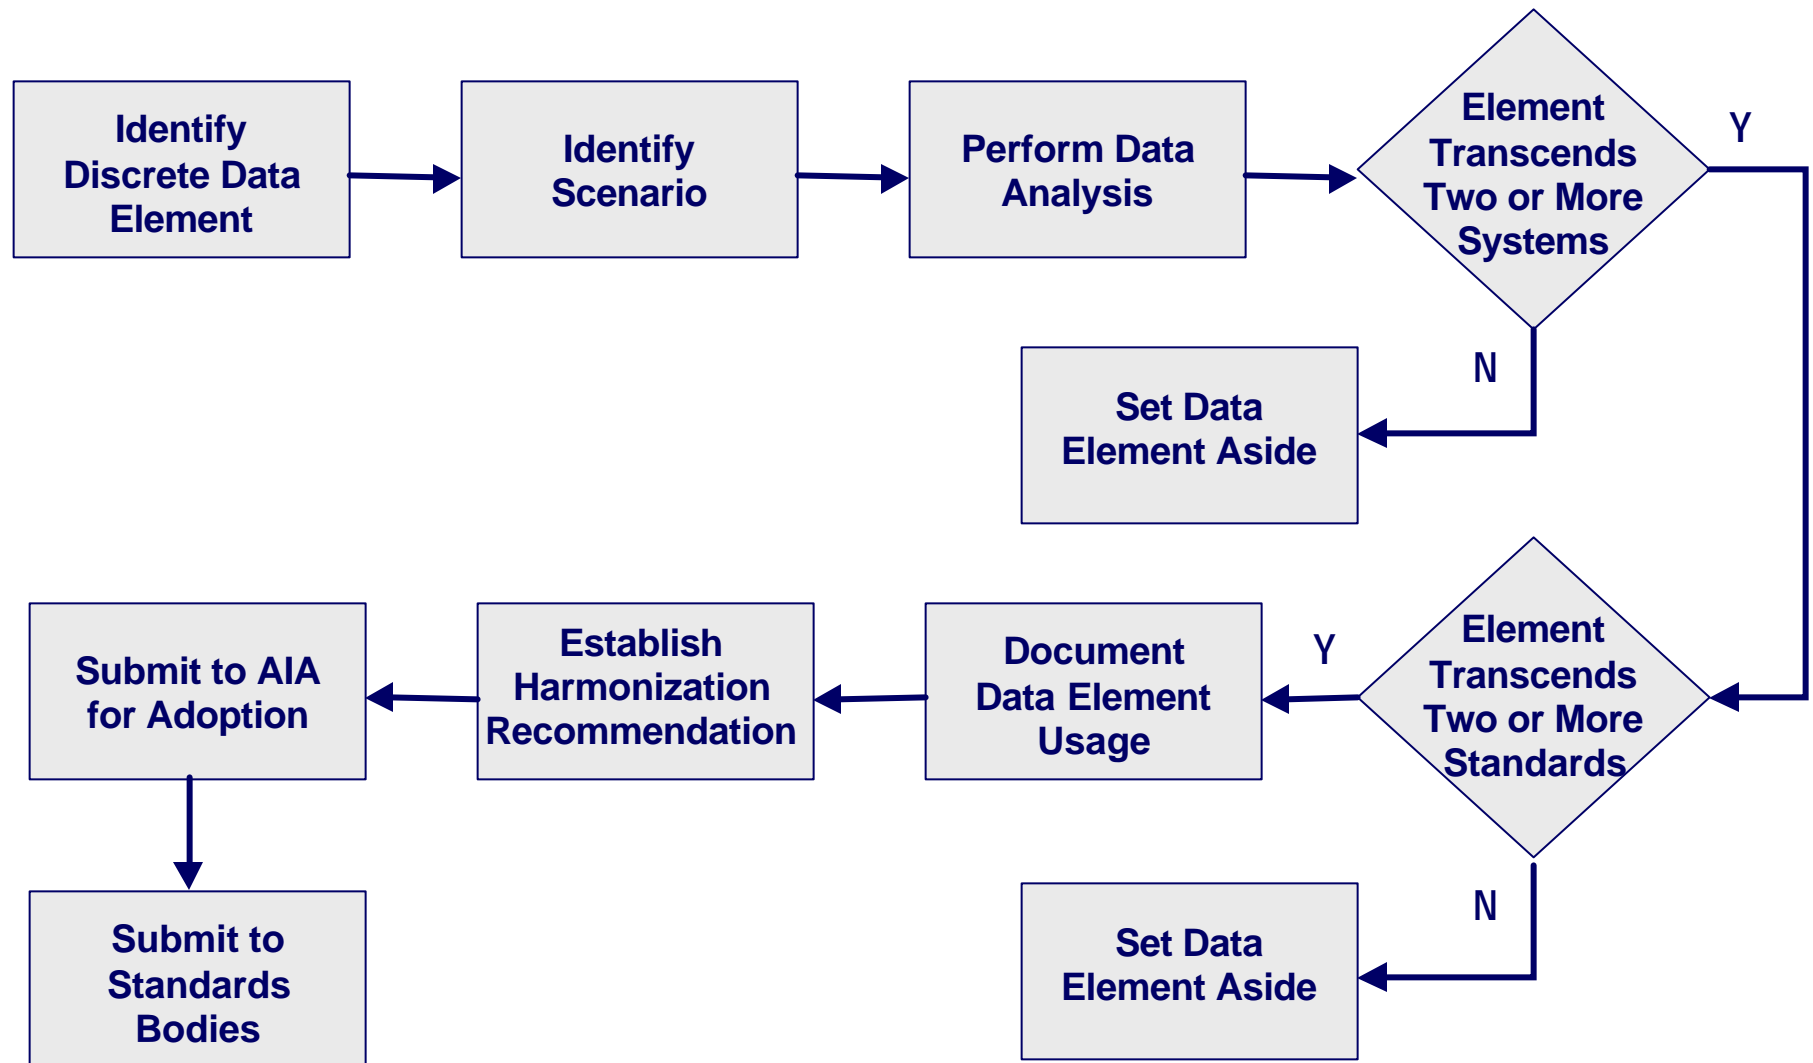 Identify
Discrete Data
Element
Identify
Scenario
Perform Data
Analysis
Element
Transcends
Two or More
Systems
Y
N
Set Data
Element Aside
Element
Transcends
Two or More
Standards
Y
Document
Data Element
Usage
Establish
Harmonization
Recommendation
Submit to AIA
for Adoption
N
Set Data
Element Aside
Submit to
Standards
Bodies